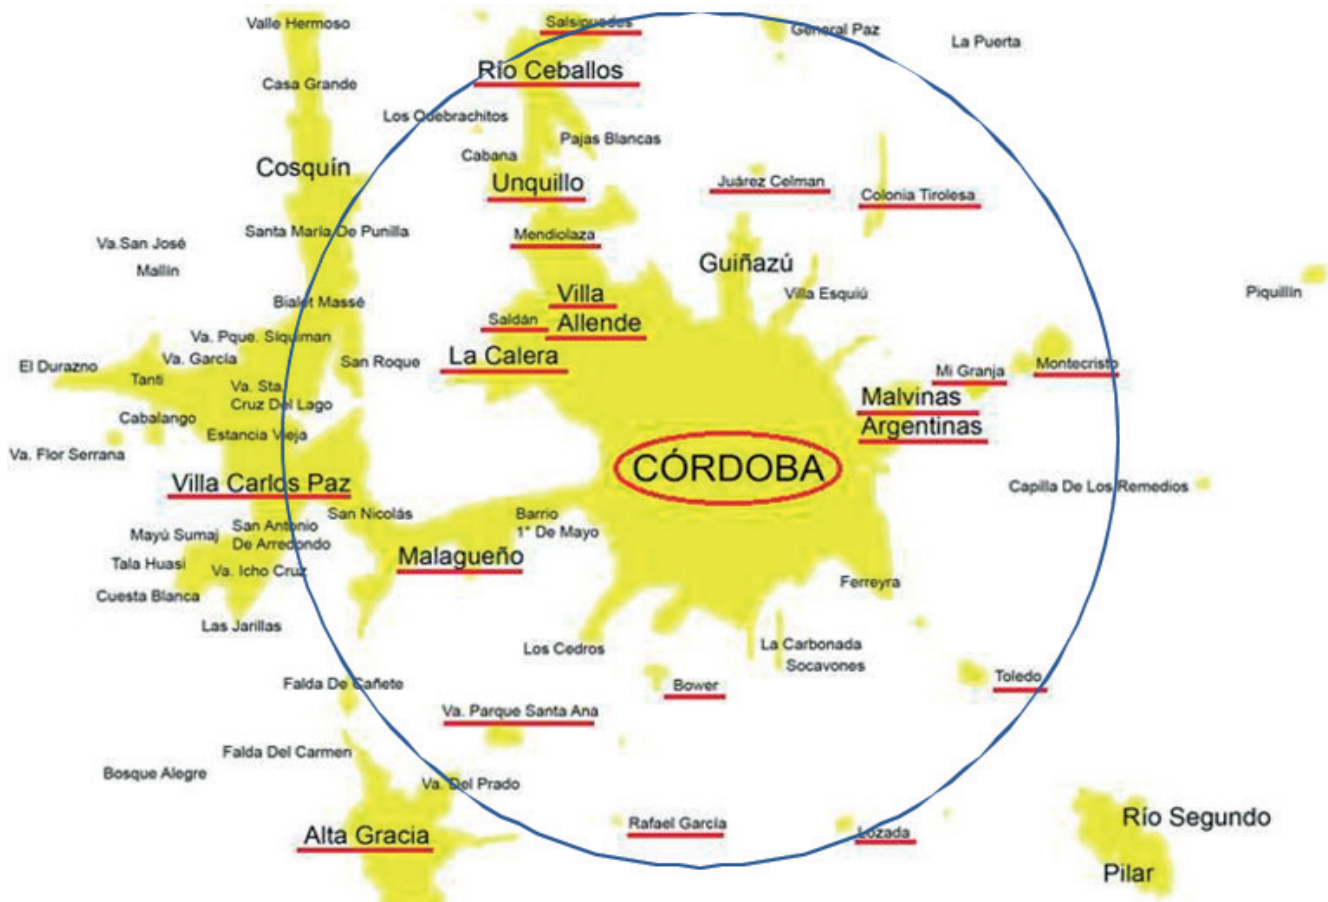 Valle Hermoso
Salsipuedes
General Paz
La Puerta
Río Ceballos
Casa Grande
Los Quebrachitos
Pajas Blancas
Cabana
Cosquín
Unquillo
Juárez Celman
Colonia Tirolesa
Santa María De Punilla
Mendiolaza
Va.San José
Mallín
Guiñazú
Villa Esquiú
Piquillín
Bialet Massé
Villa
Allende
Saldán
Va. Pque. Síquiman
Va. García
San Roque
La Calera
El Durazno
Tanti
Mi Granja
Montecristo
Va. Sta.
Cruz Del Lago
Malvinas
Argentinas
Cabalango
Estancia Vieja
Va. Flor Serrana
CÓRDOBA
Villa Carlos Paz
Capilla De Los Remedios
San Nicolás
Barrio
1° De Mayo
Mayú Sumaj
San Antonio
De Arredondo
Malagueño
Tala Huasi
Va. Icho Cruz
Ferreyra
Cuesta Blanca
Las Jarillas
Los Cedros
La Carbonada
Socavones
Falda De Cañete
Bower
Toledo
Va. Parque Santa Ana
Falda Del Carmen
Bosque Alegre
Va. Del Prado
Alta Gracia
Rafael García
Lozada
Río Segundo
Pilar